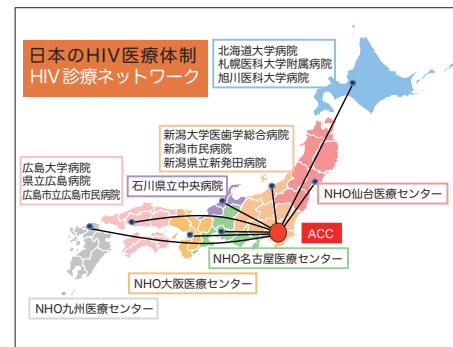 日本のHIV医療体制
HIV診療ネットワーク
北海道大学病院
札幌医科大学附属病院
旭川医科大学病院
新潟大学医歯学総合病院
新潟市民病院
新潟県立新発田病院
広島大学病院
県立広島病院
広島市立広島市民病院
石川県立中央病院
NHO仙台医療センター
ACC
NHO名古屋医療センター
NHO大阪医療センター
NHO九州医療センター